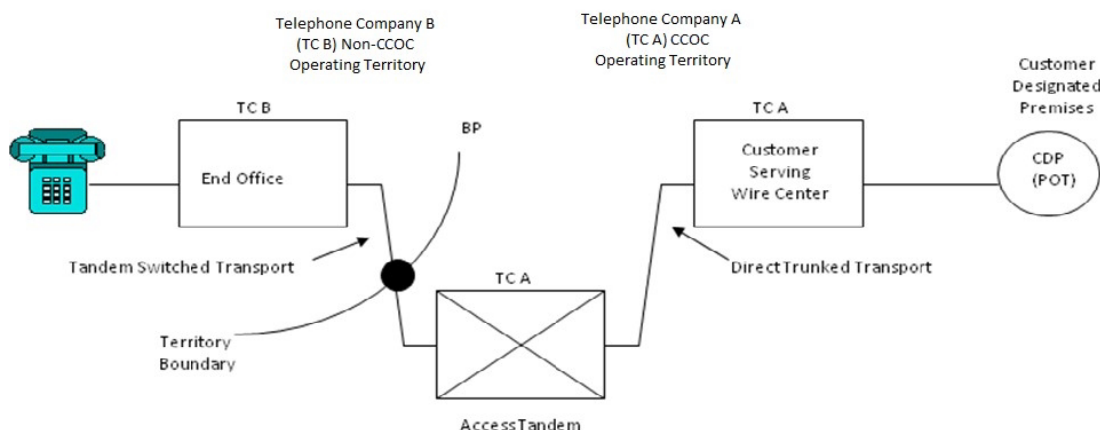 Telephone Company B
(TC B) Non-CCOC
Operating Territory
Telephone Company A
(TC A) CCOC
Operating Territory
Customer
Designated
Premises
TC B
BP
TC A
End Office
Customer
Serving
Wire Center
CDP
(POT)
Tandem Switched Transport
TC A
Direct Trunked Transport
Territory
Boundary
Access Tandem